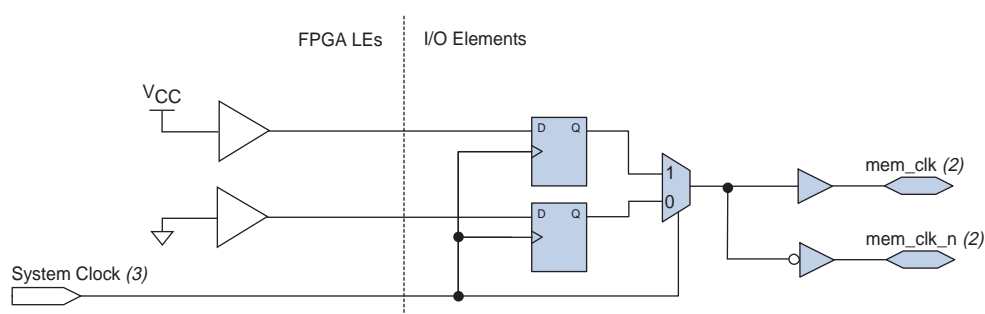 FPGA LEs
I/O Elements
VCC
D Q
1
mem_clk (2)
0
D Q
mem_clk_n (2)
System Clock (3)